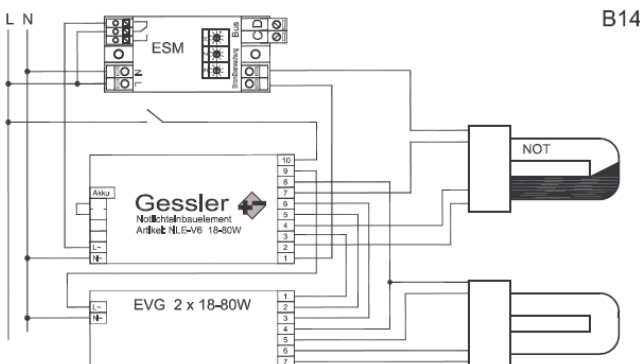 L N
B14
ESM
Bus
C D
N
L
Stromüberwachung
NOT
10
9
8
7
6
5
4
3
2
1
Akku
Gessler
Notlichteinbauelement
Artikel: NLE-V6 18-80W
L~
N~
EVG 2 x 18-80W
L~
N~
1
2
3
4
5
6
7